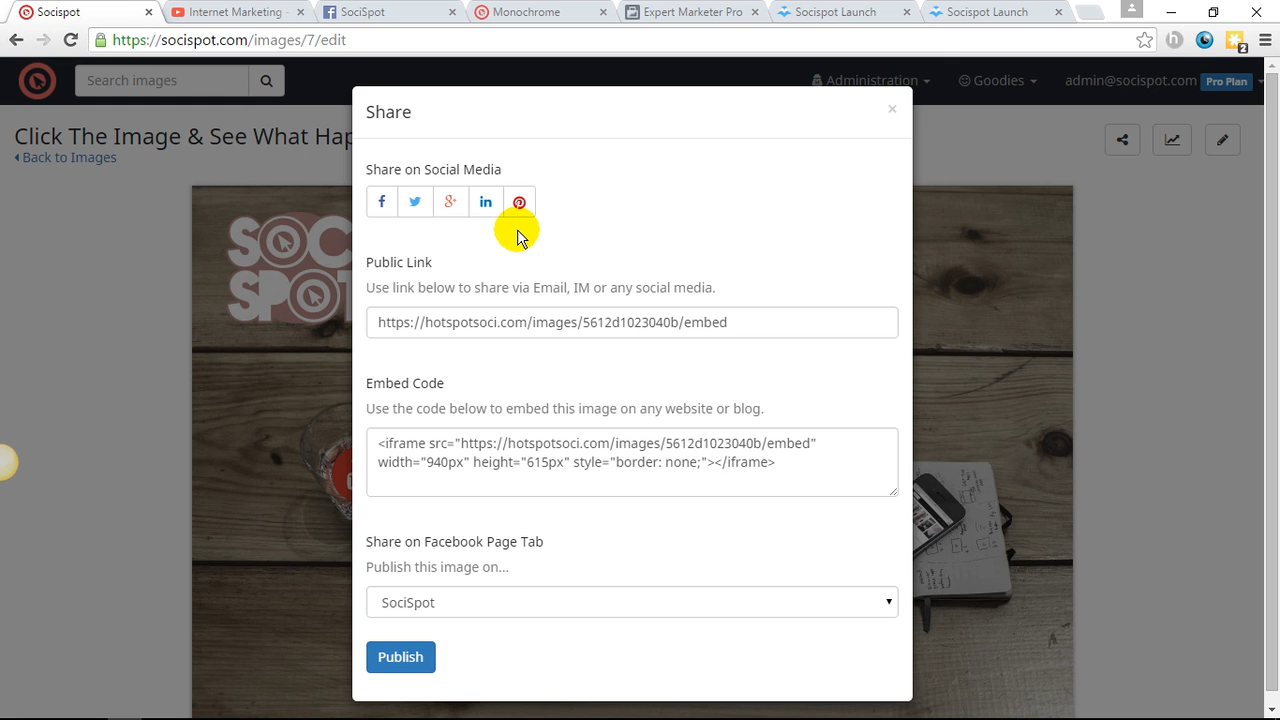 Socispot
Internet Marketing -
SociSpot
Monochrome
Expert Marketer Pro
Socispot Launch
Socispot Launch
https://socispot.com/images/7/edit
2
Search images
Administration
Goodies
admin@socispot.com
Pro Plan
Click The Image & See What Hap
Back to Images
SOC
SPOT
Share
×
Share on Social Media
Public Link
Use link below to share via Email, IM or any social media.
https://hotspotsoci.com/images/5612d1023040b/embed
Embed Code
Use the code below to embed this image on any website or blog.
<iframe src="https://hotspotsoci.com/images/5612d1023040b/embed"
width="940px" height="615px" style="border: none;"></iframe>
Share on Facebook Page Tab
Publish this image on...
SociSpot
Publish